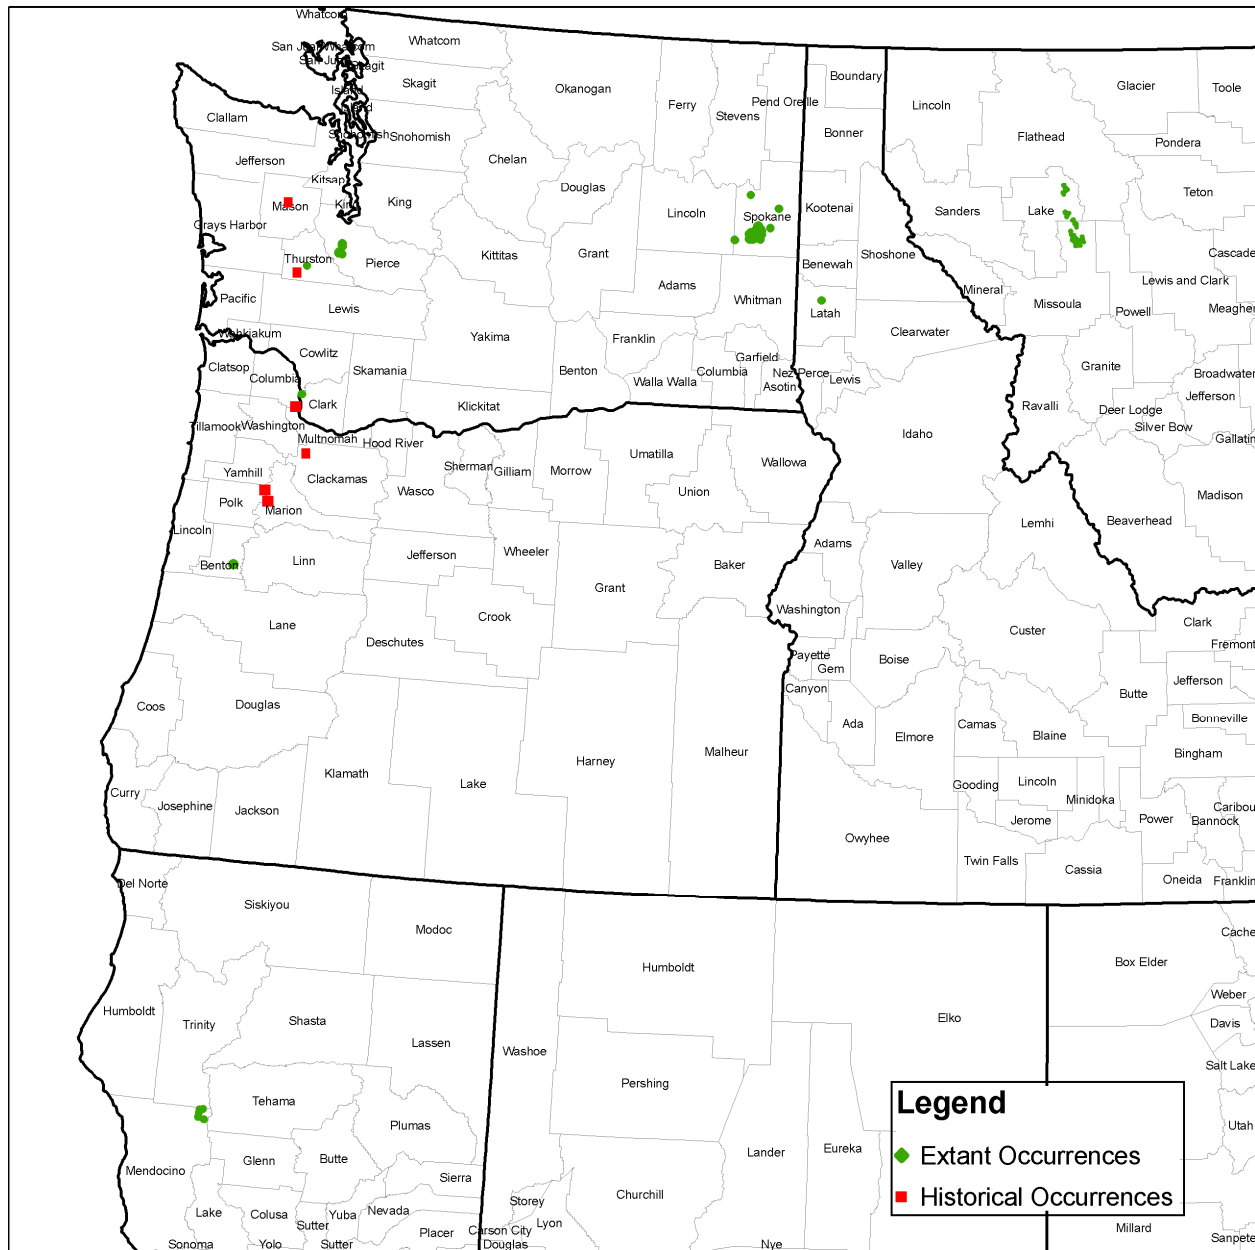 Whatcom
Whatcom
San Juan
Whatcom
San Juan
Skagit
Skagit
Island
Island
Snohomish
Snohomish
Clallam
Jefferson
Kitsap
Mason
King
King
Grays Harbor
Thurston
Pierce
Pacific
Lewis
Wahkiakum
Cowlitz
Skamania
Clark
Okanogan
Chelan
Douglas
Kittitas
Grant
Yakima
Klickitat
Benton
Franklin
Walla Walla
Columbia
Garfield
Asotin
Adams
Whitman
Lincoln
Spokane
Ferry
Stevens
Pend Oreille
Boundary
Bonner
Kootenai
Benewah
Shoshone
Latah
Clearwater
Nez Perce
Lewis
Idaho
Lincoln
Flathead
Glacier
Toole
Pondera
Teton
Sanders
Lake
Cascade
Lewis and Clark
Mineral
Missoula
Powell
Meagher
Granite
Broadwater
Jefferson
Ravalli
Deer Lodge
Silver Bow
Gallatin
Madison
Beaverhead
Clatsop
Columbia
Tillamook
Washington
Multnomah
Hood River
Yamhill
Clackamas
Wasco
Sherman
Gilliam
Morrow
Umatilla
Union
Wallowa
Polk
Marion
Lincoln
Benton
Linn
Jefferson
Wheeler
Grant
Baker
Lane
Crook
Deschutes
Coos
Douglas
Klamath
Lake
Harney
Malheur
Curry
Josephine
Jackson
Adams
Valley
Lemhi
Washington
Custer
Clark
Fremont
Payette
Gem
Boise
Canyon
Ada
Elmore
Camas
Blaine
Butte
Jefferson
Bonneville
Bingham
Gooding
Lincoln
Minidoka
Jerome
Power
Caribou
Bannock
Owyhee
Twin Falls
Cassia
Oneida
Franklin
Del Norte
Siskiyou
Modoc
Humboldt
Trinity
Shasta
Lassen
Tehama
Plumas
Mendocino
Glenn
Butte
Sierra
Lake
Colusa
Yuba
Nevada
Sutter
Placer
Sonoma
Yolo
Sutter
Washoe
Humboldt
Elko
Pershing
Lander
Eureka
Churchill
Storey
Lyon
Carson City
Douglas
Nye
Box Elder
Cache
Weber
Davis
Salt Lake
Utah
Millard
Sanpete
Legend
Extant Occurrences
Historical Occurrences